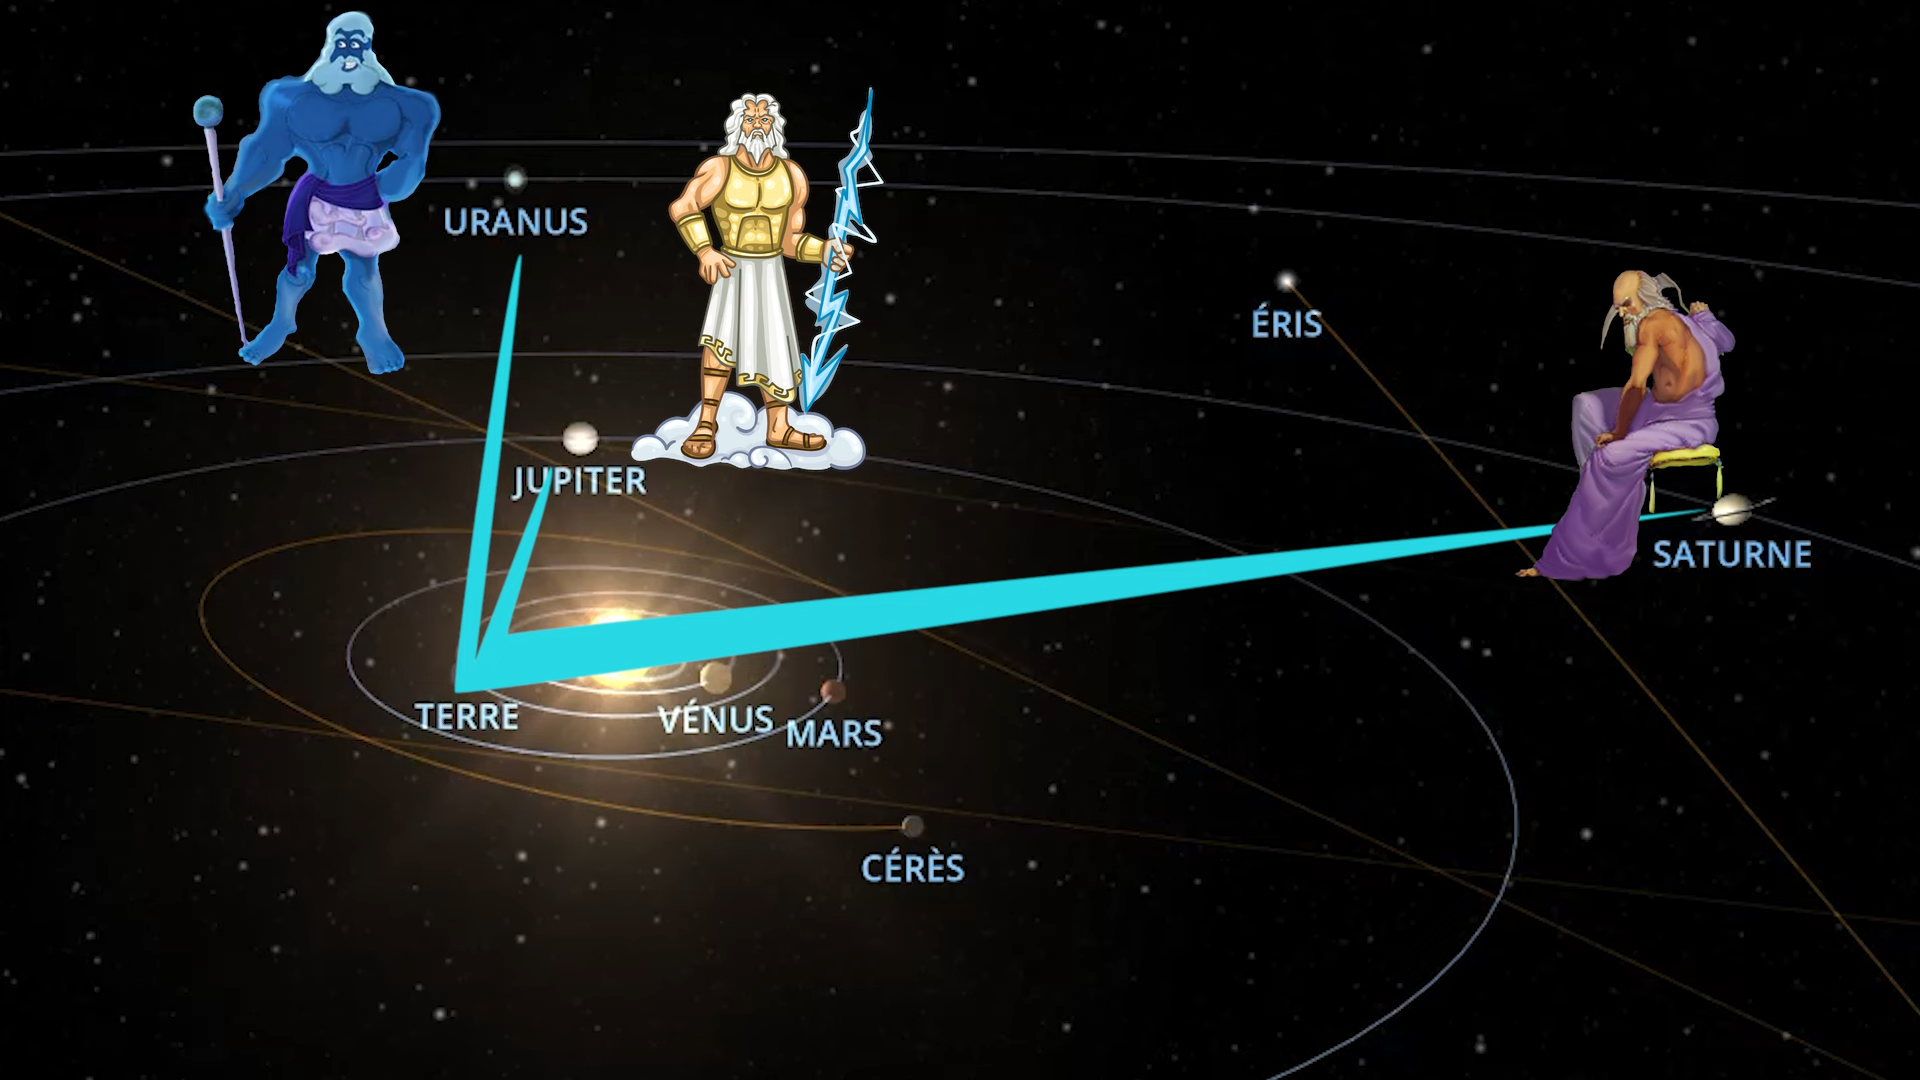 URANUS
ÉRIS
JUPITER
SATURNE
TERRE
VÉNUS
MARS
CÉRÈS